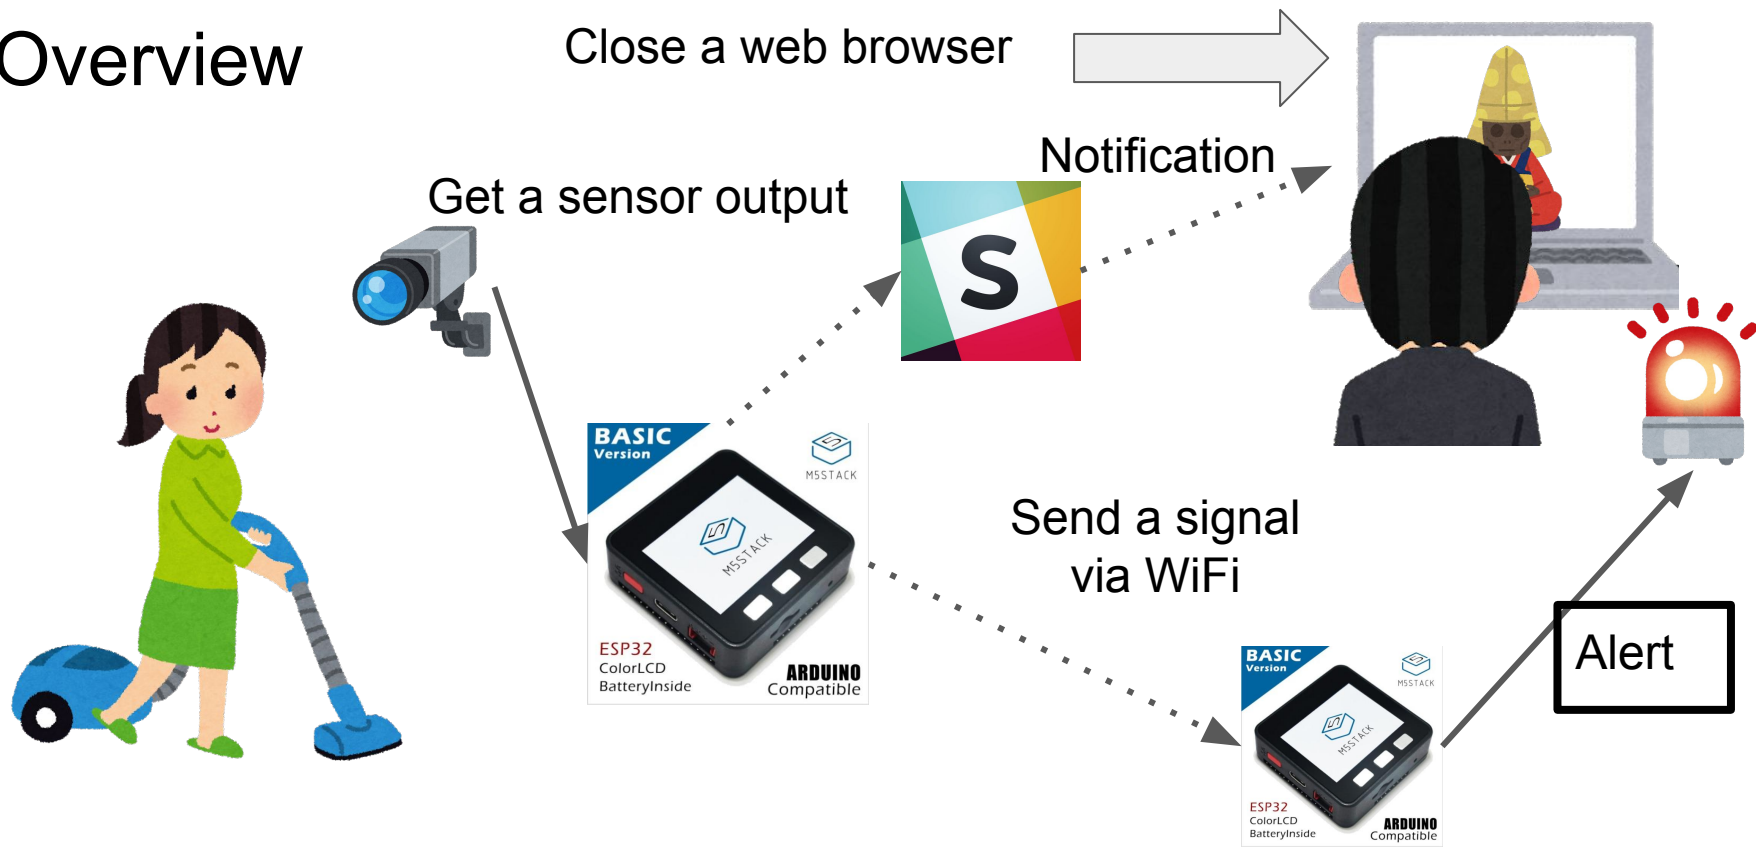 Overview
Close a web browser
Notification
Get a sensor output
S
BASIC
Version
M5STACK
M5STACK
ESP32
ColorLCD
BatteryInside
ARDUINO
Compatible
Send a signal
via WiFi
Alert
BASIC
Version
M5STACK
M5STACK
ESP32
ColorLCD
BatteryInside
ARDUINO
Compatible